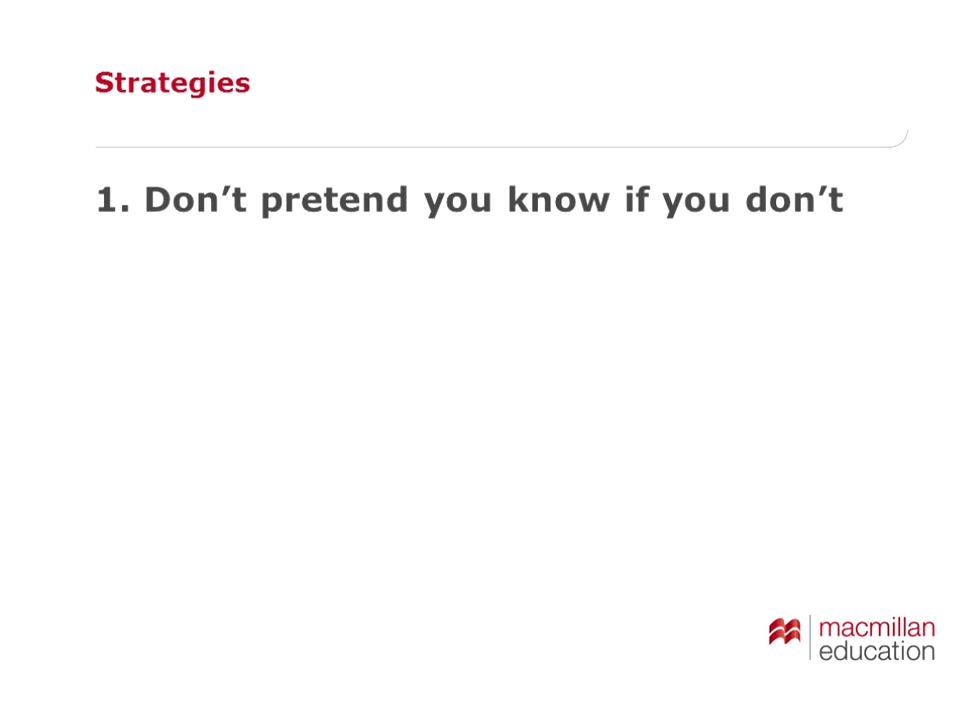 Strategies
1. Don’t pretend you know if you don’t
macmillan
education